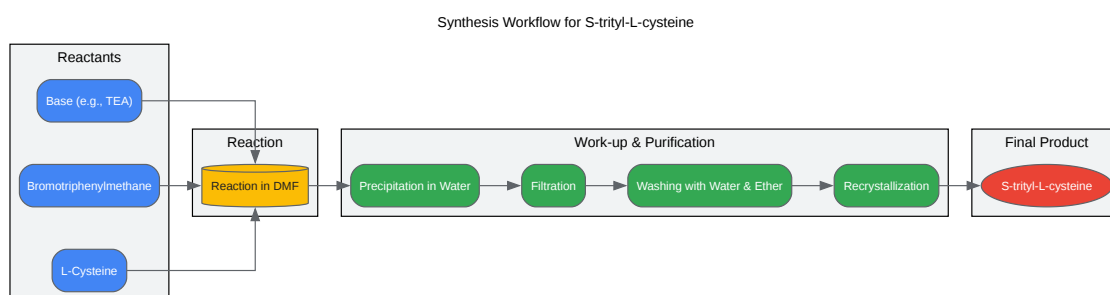 Synthesis Workflow for S-trityl-L-cysteine
Reactants
Base (e.g., TEA)
Bromotriphenylmethane
L-Cysteine
Reaction
Reaction in DMF
Work-up & Purification
Precipitation in Water
Filtration
Washing with Water & Ether
Recrystallization
Final Product
S-trityl-L-cysteine